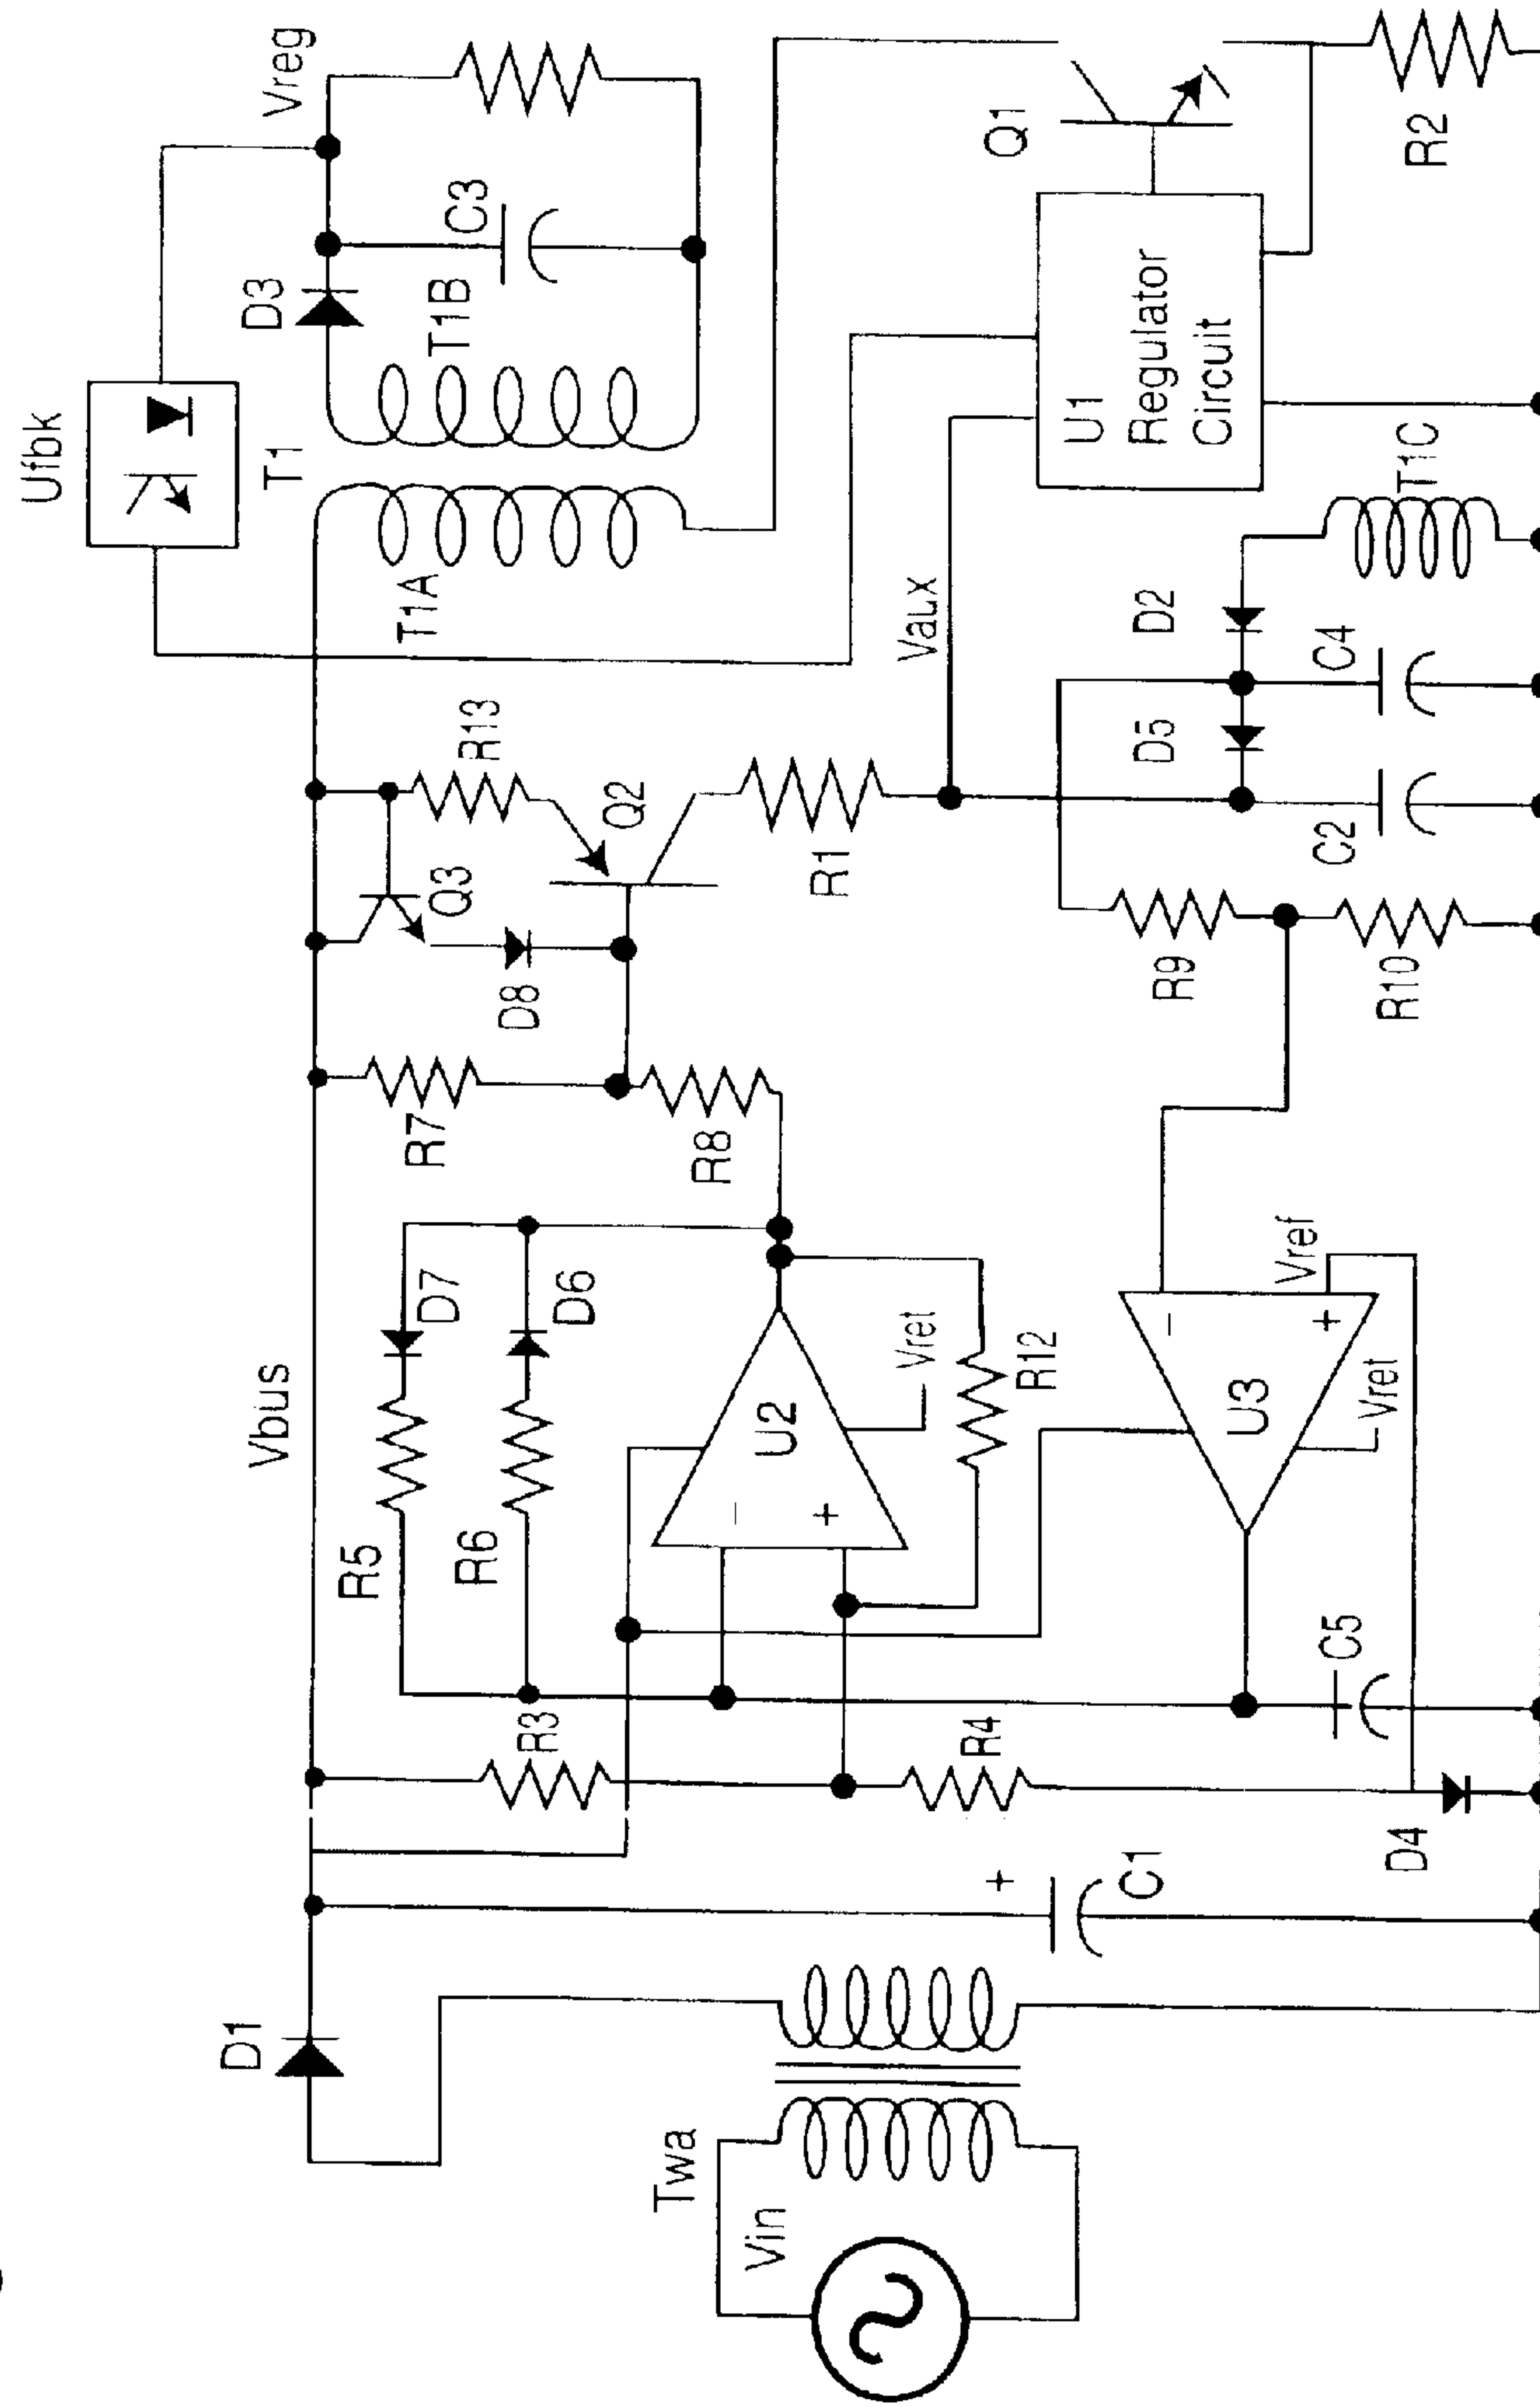 Ufbk
Vreg
D3
C3
T1
T1B
T1A
Q1
R2
U1
Regulator
Circuit
Vaux
T1C
D2
C4
D5
C2
R13
Q2
Q3
R1
D8
R9
R10
R7
R8
Vbus
D7
D6
R5
R6
U2
−
+
Vret
R12
U3
−
+
Vref
Vret
C5
R3
R4
D4
D1
+
C1
Twa
Vin